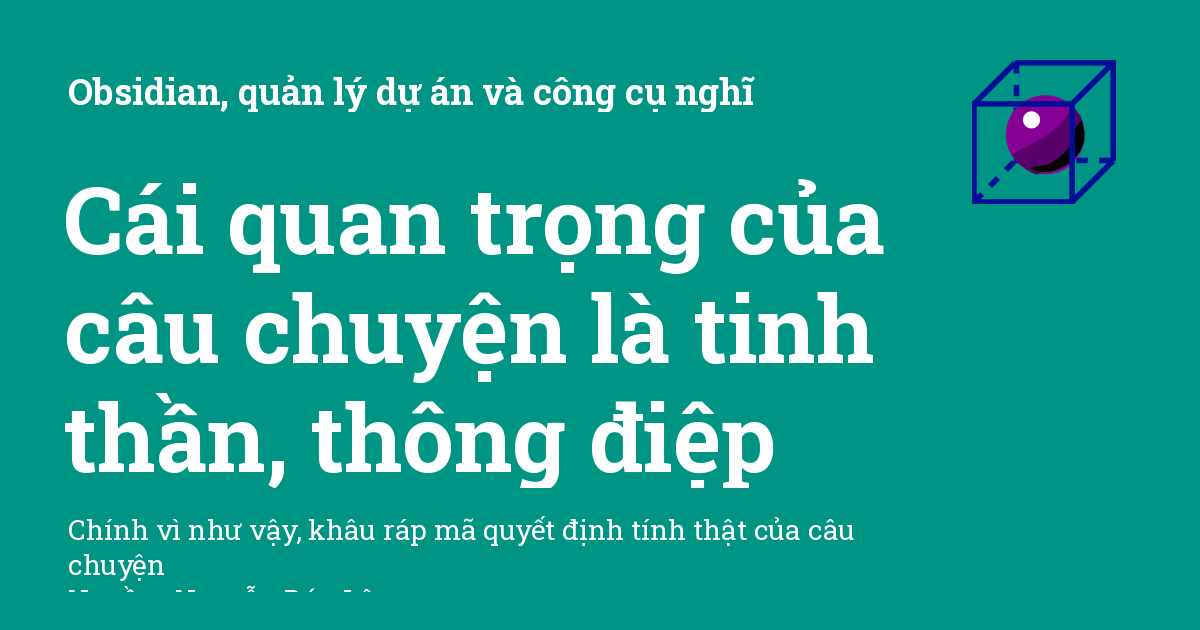 Obsidian, quản lý dự án và công cụ nghĩ
Cái quan trọng của
câu chuyện là tinh
thần, thông điệp
Chính vì như vậy, khâu ráp mã quyết định tính thật của câu
chuyện